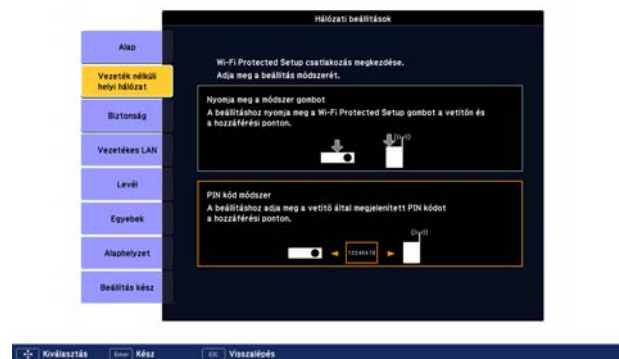 Hálózati beállítások
Alap
Vezeték nélküli
helyi hálózat
Biztonság
Vezetékes LAN
Levél
Egyebek
Alaphelyzet
Beállítás kész
Wi-Fi Protected Setup csatlakozás megkezdése.
Adja meg a beállítás módszerét.
Nyomja meg a módszer gombot
A beállításhoz nyomja meg a Wi-Fi Protected Setup gombot a vetítőn és
a hozzáférési ponton.
PIN kód módszer
A beállításhoz adja meg a vetítő által megjelenített PIN kódot
a hozzáférési ponton.
12345678
Kiválasztás Enter Kész Esc Visszalépés